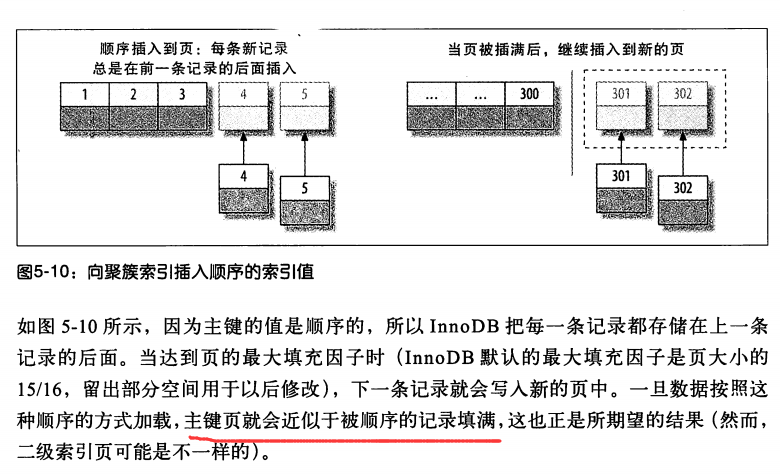 顺序插入到页：每条新记录
总是在前一条记录的后面插入
1 2 3 4 5
4
5
当页被插满后，继续插入到新的页
... ... 300 301 302
301
302
图5-10：向聚簇索引插入顺序的索引值
如图 5-10 所示，因为主键的值是顺序的，所以 InnoDB 把每一条记录都存储在上一条
记录的后面。当达到页的最大填充因子时（InnoDB 默认的最大填充因子是页大小的
15/16，留出部分空间用于以后修改），下一条记录就会写入新的页中。一旦数据按照这
种顺序的方式加载，主键页就会近似于被顺序的记录填满，这也正是所期望的结果（然而，
二级索引页可能是不一样的）。